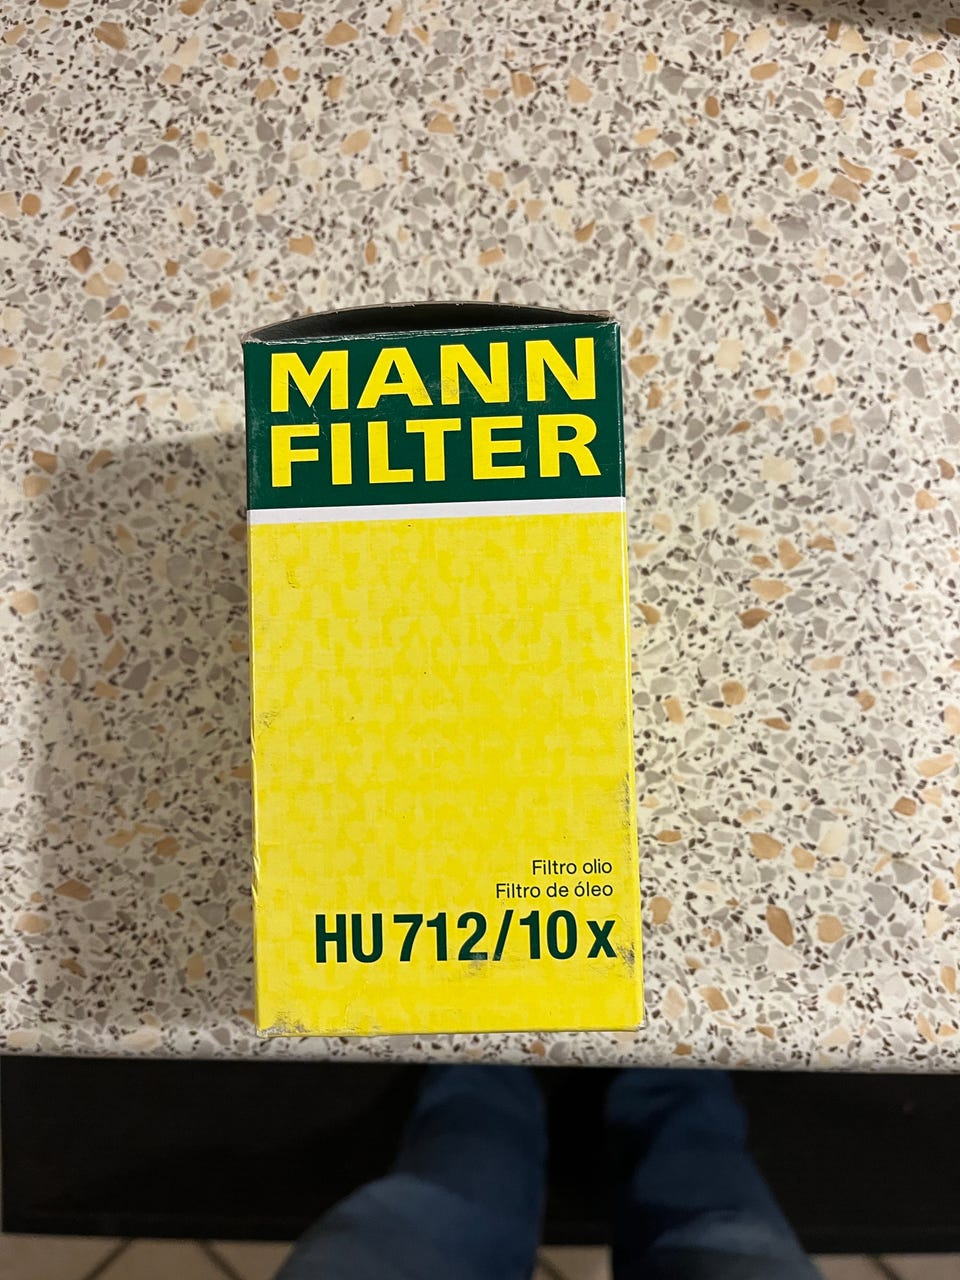 MANN
FILTER
Filtro olio
Filtro de óleo
HU 712/10 x